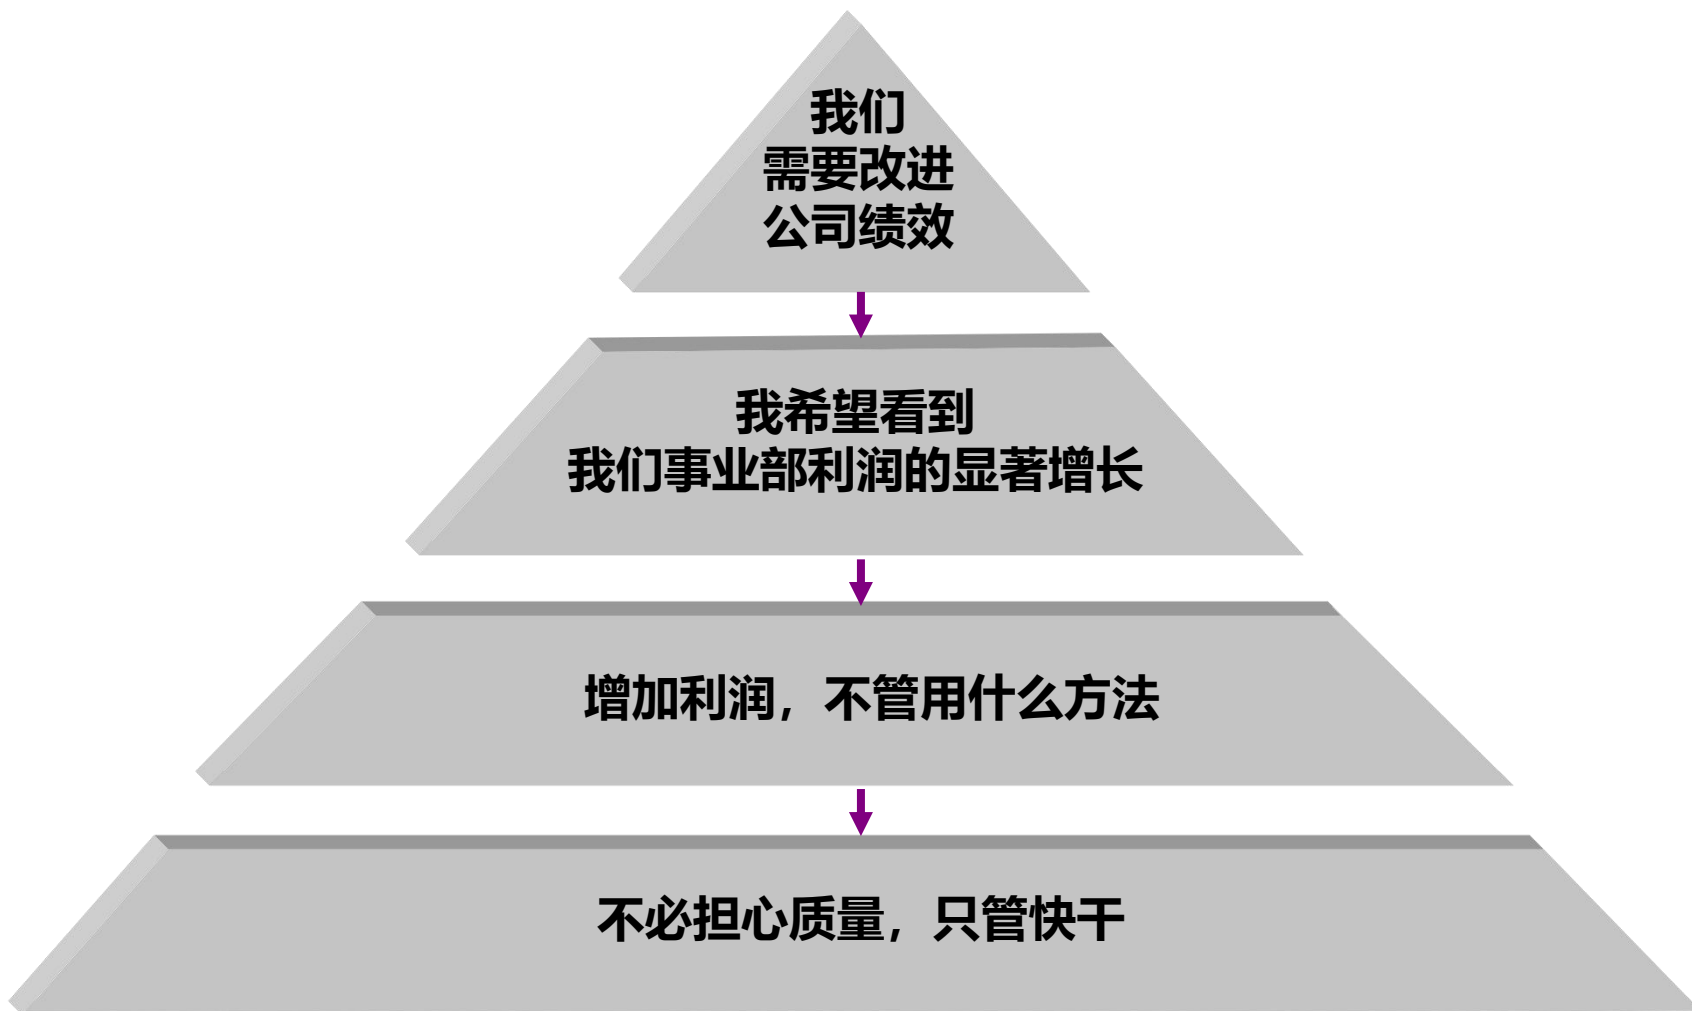 我们
需要改进
公司绩效
我希望看到
我们事业部利润的显著增长
增加利润，不管用什么方法
不必担心质量，只管快干